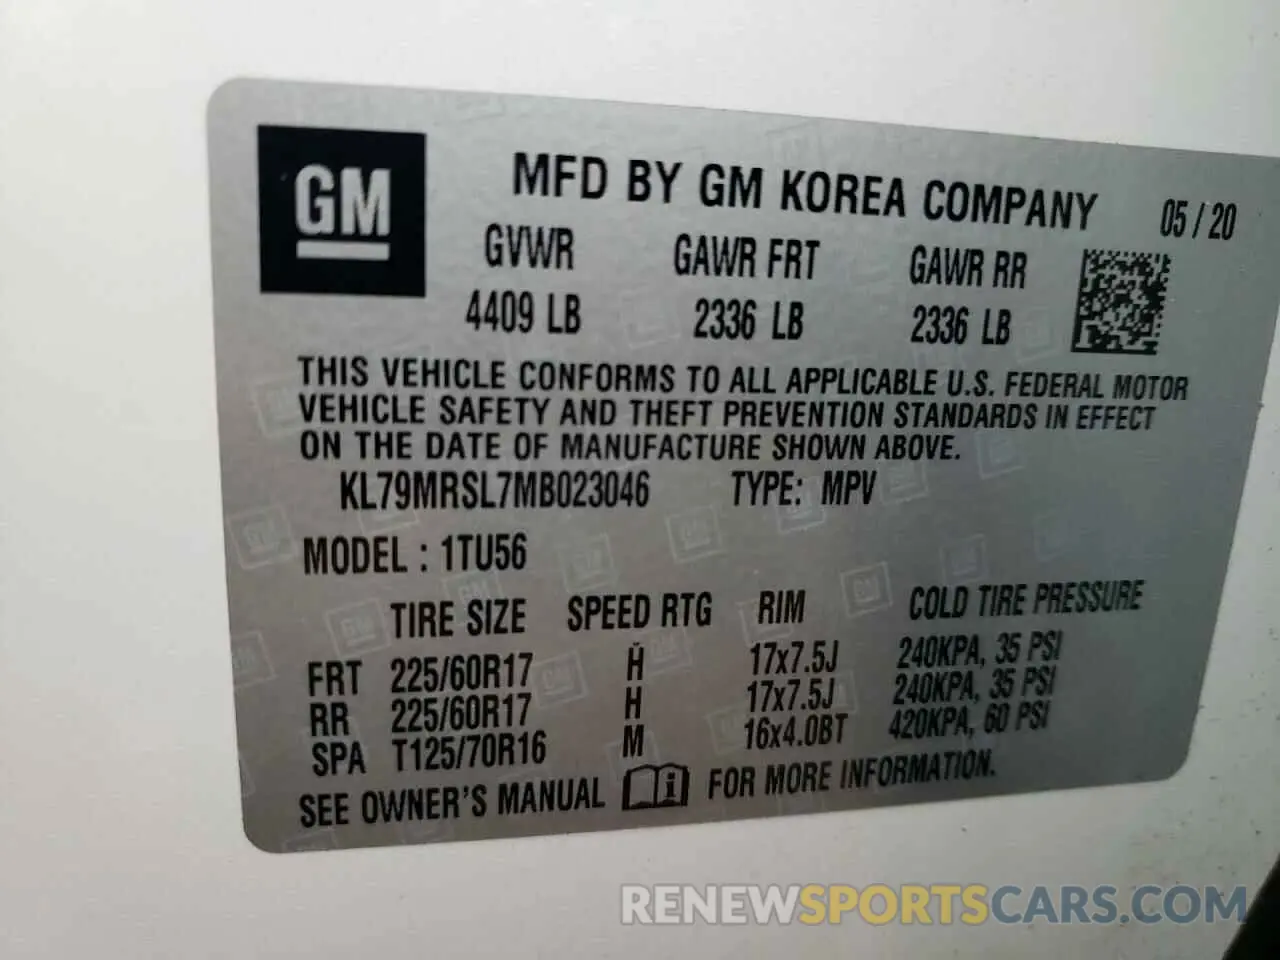 GM
MFD BY GM KOREA COMPANY 05 / 20
GVWR GAWR FRT GAWR RR
4409 LB 2336 LB 2336 LB
THIS VEHICLE CONFORMS TO ALL APPLICABLE U.S. FEDERAL MOTOR
VEHICLE SAFETY AND THEFT PREVENTION STANDARDS IN EFFECT
ON THE DATE OF MANUFACTURE SHOWN ABOVE.
KL79MRSL7MB023046 TYPE: MPV
MODEL : 1TU56
TIRE SIZE SPEED RTG RIM COLD TIRE PRESSURE
FRT 225/60R17 H 17x7.5J 240KPA, 35 PSI
RR 225/60R17 H 17x7.5J 240KPA, 35 PSI
SPA T125/70R16 M 16x4.0BT 420KPA, 60 PSI
SEE OWNER'S MANUAL i FOR MORE INFORMATION.
RENEWSPORTSCARS.COM